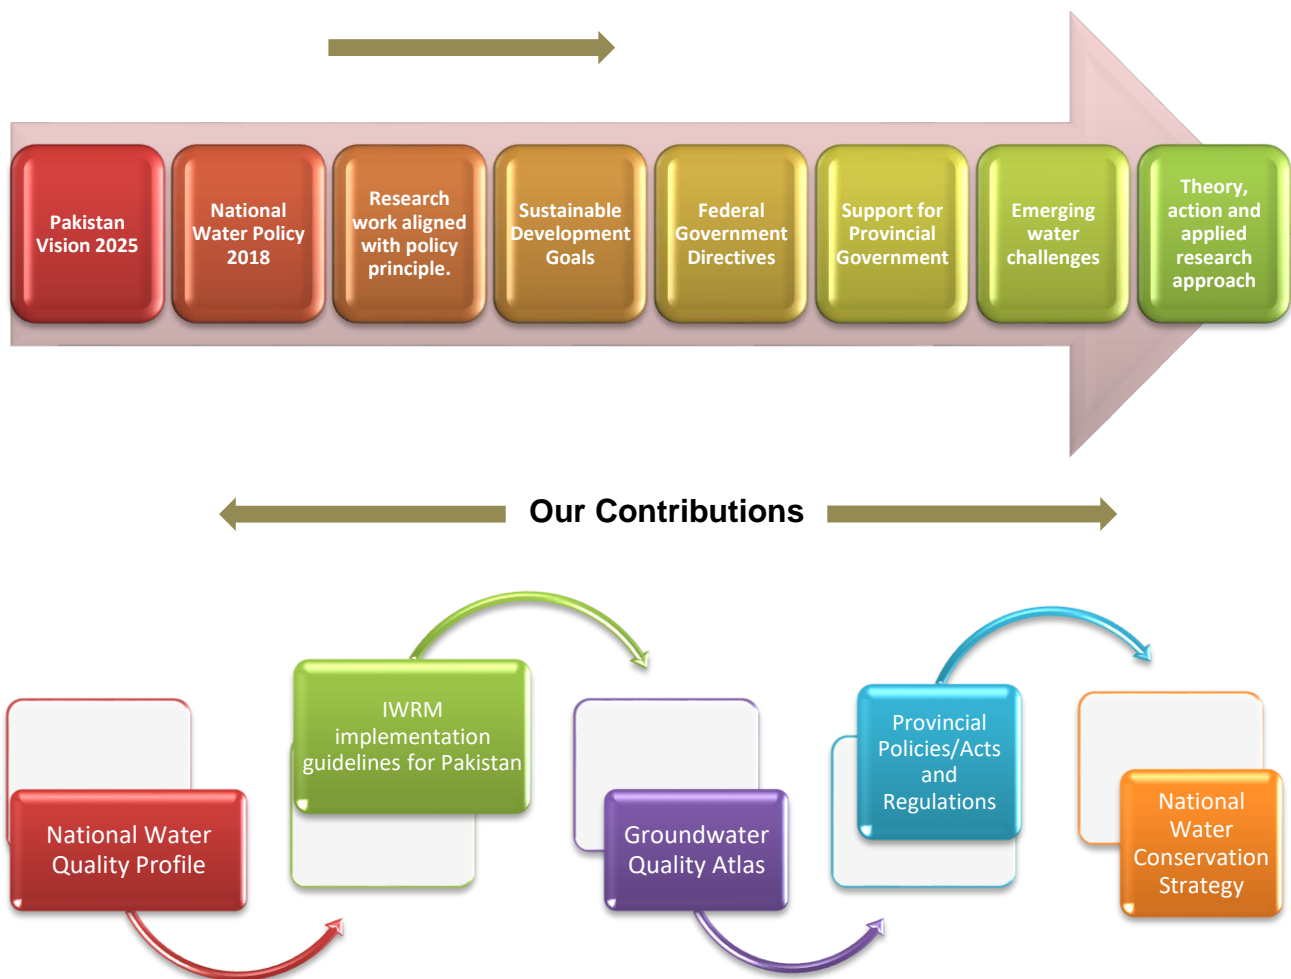 Pakistan
Vision 2025
National
Water Policy
2018
Research
work aligned
with policy
principle.
Sustainable
Development
Goals
Federal
Government
Directives
Support for
Provincial
Government
Emerging
water
challenges
Theory,
action and
applied
research
approach
Our Contributions
National Water
Quality Profile
IWRM
implementation
guidelines for Pakistan
Groundwater
Quality Atlas
Provincial
Policies/Acts
and
Regulations
National
Water
Conservation
Strategy